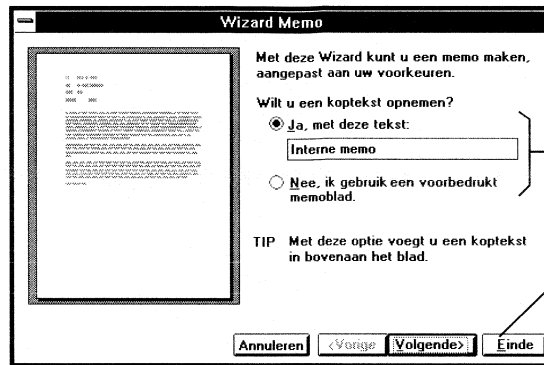 Wizard Memo
Met deze Wizard kunt u een memo maken,
aangepast aan uw voorkeuren.
Wilt u een koptekst opnemen?
Ja, met deze tekst:
Interne memo
Nee, ik gebruik een voorbedrukt
memoblad.
TIP Met deze optie voegt u een koptekst
in bovenaan het blad.
Annuleren <Vorige Volgende> Einde